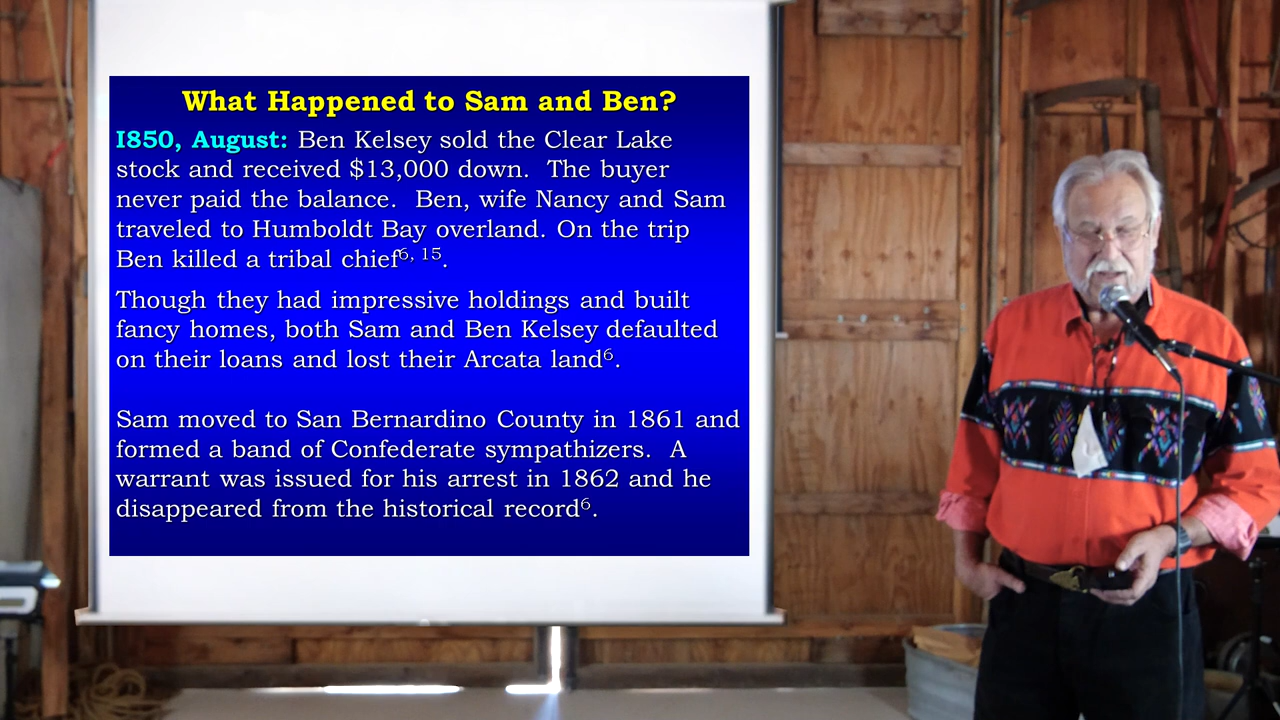 What Happened to Sam and Ben?
I850, August: Ben Kelsey sold the Clear Lake
stock and received $13,000 down. The buyer
never paid the balance. Ben, wife Nancy and Sam
traveled to Humboldt Bay overland. On the trip
Ben killed a tribal chief⁶, ¹⁵.
Though they had impressive holdings and built
fancy homes, both Sam and Ben Kelsey defaulted
on their loans and lost their Arcata land⁶.
Sam moved to San Bernardino County in 1861 and
formed a band of Confederate sympathizers. A
warrant was issued for his arrest in 1862 and he
disappeared from the historical record⁶.